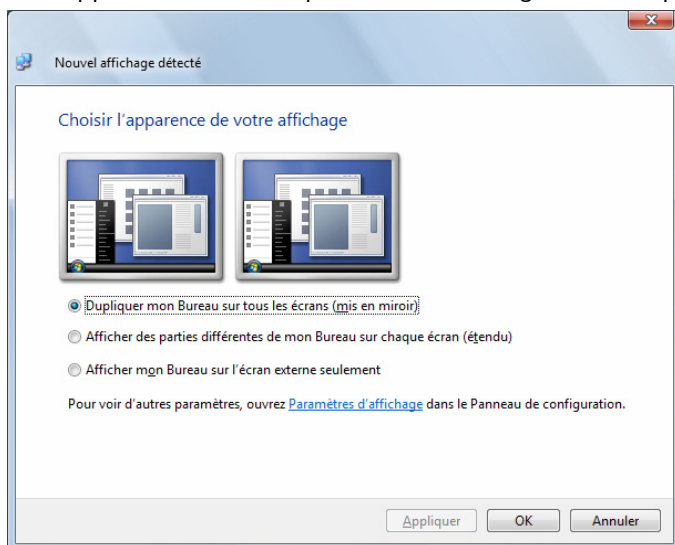 Nouvel affichage détecté
Choisir l'apparence de votre affichage
Dupliquer mon Bureau sur tous les écrans (mis en miroir)
Afficher des parties différentes de mon Bureau sur chaque écran (étendu)
Afficher mon Bureau sur l'écran externe seulement
Pour voir d'autres paramètres, ouvrez Paramètres d'affichage dans le Panneau de configuration.
Appliquer
OK
Annuler